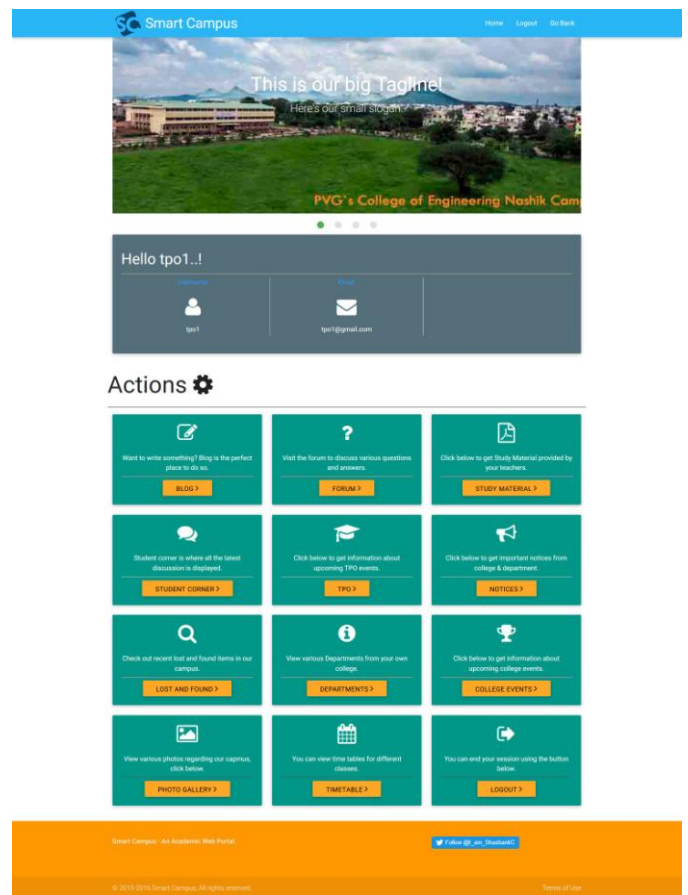 SC Smart Campus
Home Logout Go Back
This is our big Tagline!
Here's our small slogan.
PVG's College of Engineering Nashik Cam
Hello tpo1..!
Username Email
tpo1 tpo1@gmail.com
Actions
Want to write something? Blog is the perfect
place to do so.
BLOG >
Visit the forum to discuss various questions
and answers.
FORUM >
Click below to get Study Material provided by
your teachers.
STUDY MATERIAL >
Student corner is where all the latest
discussion is displayed.
STUDENT CORNER >
Click below to get information about
upcoming TPO events.
TPO >
Click below to get important notices from
college & department.
NOTICES >
Check out recent lost and found items in our
campus.
LOST AND FOUND >
View various Departments from your own
college.
DEPARTMENTS >
Click below to get information about
upcoming college events.
COLLEGE EVENTS >
View various photos regarding our capmus,
click below.
PHOTO GALLERY >
You can view time tables for different
classes.
TIMETABLE >
You can end your session using the button
below.
LOGOUT >
Smart Campus - An Academic Web Portal.
Follow @I_am_ShashankC
© 2015-2016 Smart Campus, All rights reserved.
Terms of Use